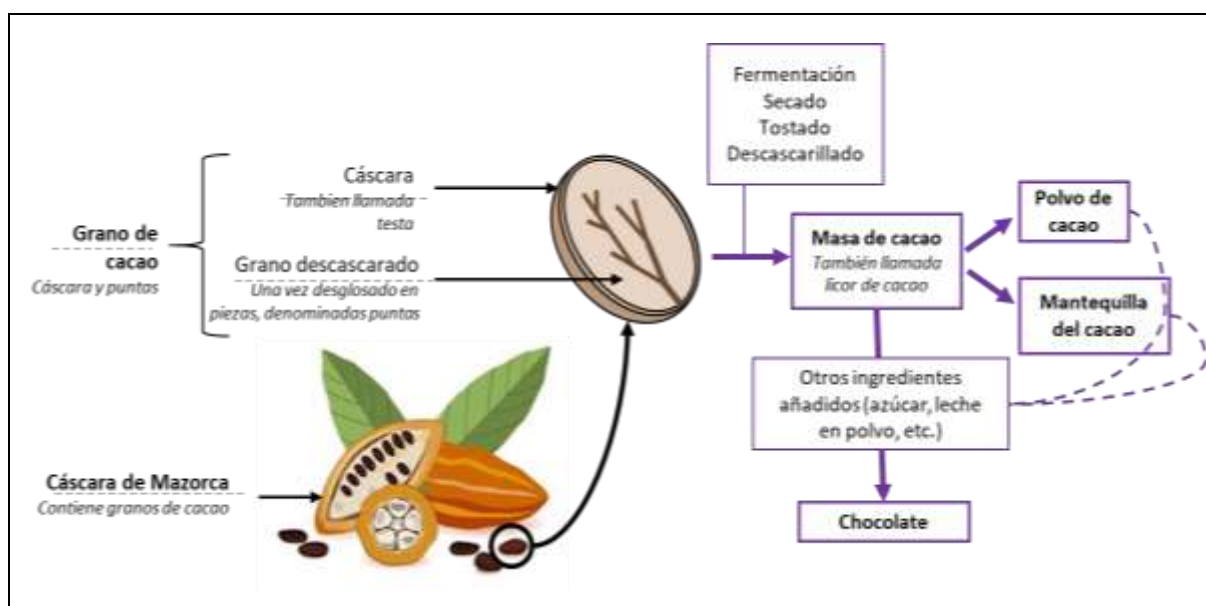 Cáscara
Tambien llamada
testa
Grano de
cacao
Cáscara y puntas
Grano descascarado
Una vez desglosado en
piezas, denominadas puntas
Cáscara de Mazorca
Contiene granos de cacao
Fermentación
Secado
Tostado
Descascarillado
Masa de cacao
También llamada
licor de cacao
Polvo de
cacao
Mantequilla
del cacao
Otros ingredientes
añadidos (azúcar, leche
en polvo, etc.)
Chocolate